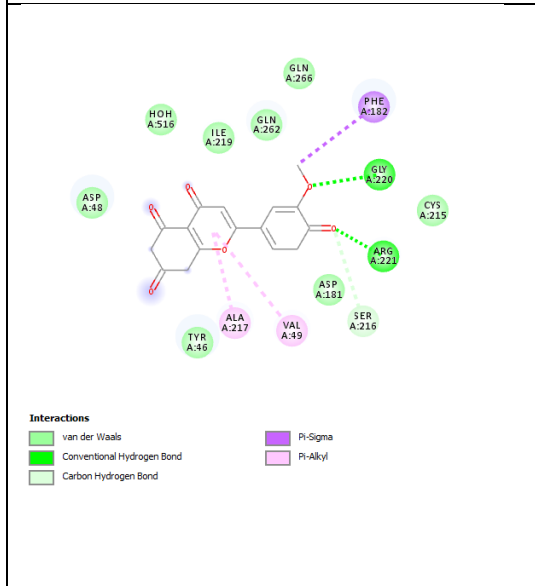 GLN
A:266
PHE
A:182
HOH
A:516
GLN
A:262
ILE
A:219
GLY
A:220
ASP
A:48
CYS
A:215
O
O
O
O
O
O
ARG
A:221
ASP
A:181
SER
A:216
ALA
A:217
VAL
A:49
TYR
A:46
Interactions
van der Waals
Conventional Hydrogen Bond
Carbon Hydrogen Bond
Pi-Sigma
Pi-Alkyl